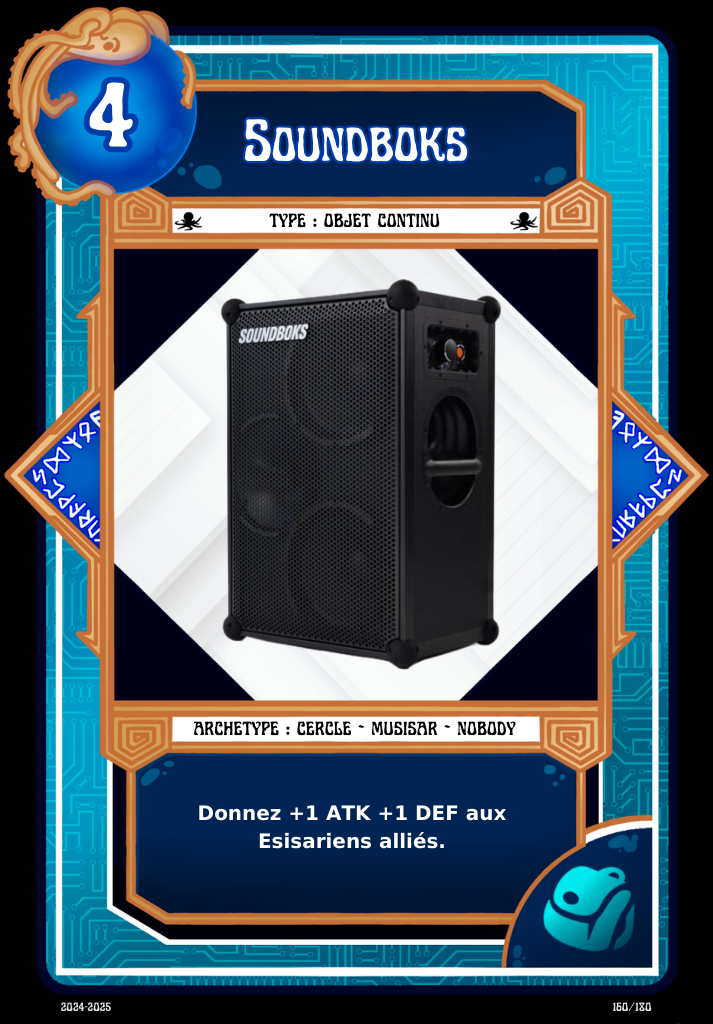 4
SOUNDBOKS
TYPE : OBJET CONTINU
SOUNDBOKS
ARCHETYPE : CERCLE - MUSISAR - NOBODY
Donnez +1 ATK +1 DEF aux
Esisariens alliés.
2024-2025
160/180